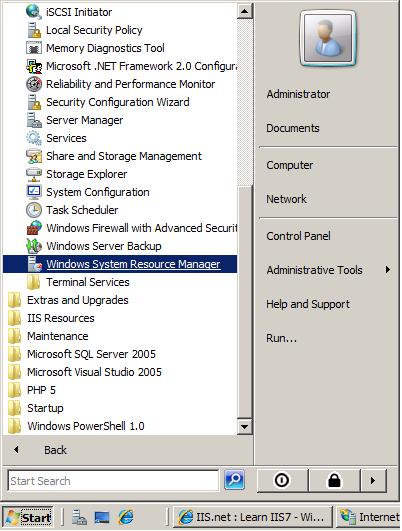 iSCSI Initiator
Local Security Policy
Memory Diagnostics Tool
Microsoft .NET Framework 2.0 Configura
Reliability and Performance Monitor
Security Configuration Wizard
Server Manager
Services
Share and Storage Management
Storage Explorer
System Configuration
Task Scheduler
Windows Firewall with Advanced Securit
Windows Server Backup
Windows System Resource Manager
Terminal Services
Extras and Upgrades
IIS Resources
Maintenance
Microsoft SQL Server 2005
Microsoft Visual Studio 2005
PHP 5
Startup
Windows PowerShell 1.0
Back
Start Search
Administrator
Documents
Computer
Network
Control Panel
Administrative Tools
Help and Support
Run...
Start
IIS.net : Learn IIS7 - Wi...
Internet